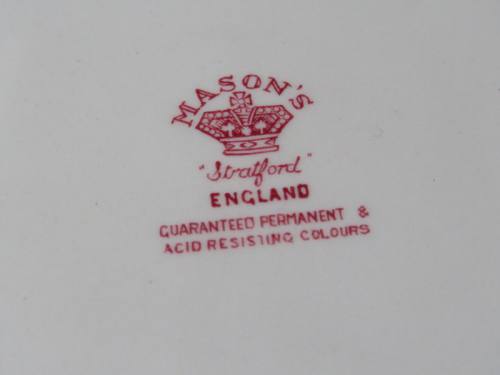 MASON'S
"Stratford"
ENGLAND
GUARANTEED PERMANENT &
ACID RESISTING COLOURS